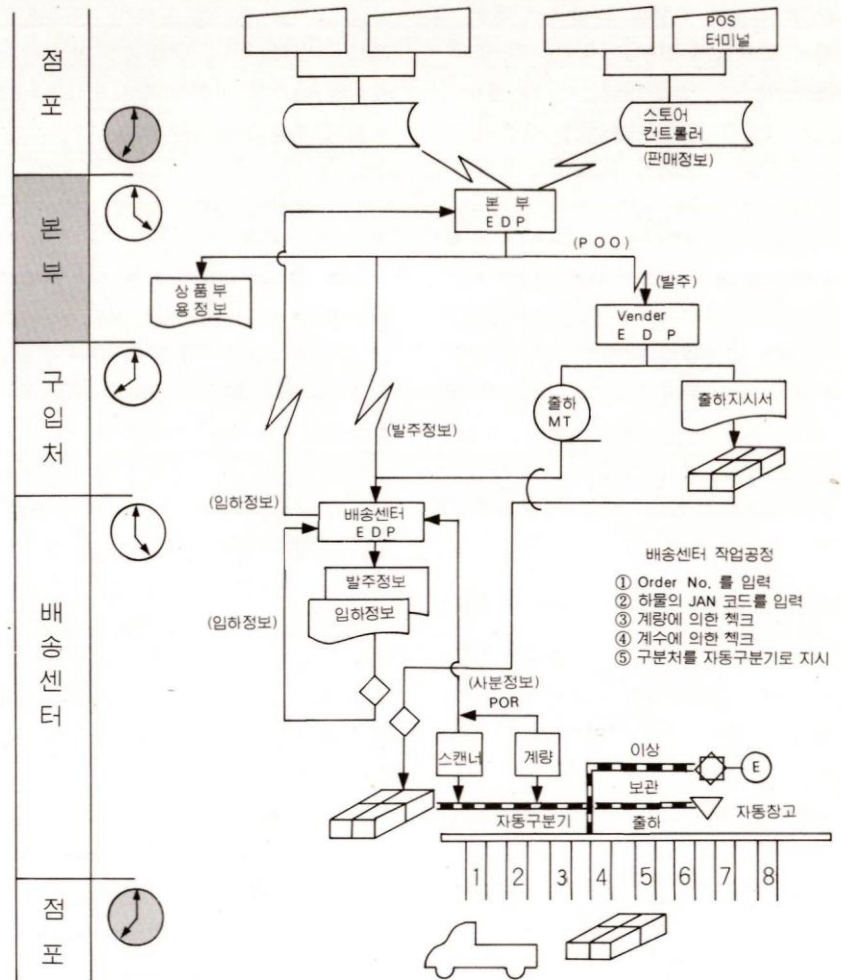 점
포
POS
터미널
스토어
컨트롤러
(판매정보)
본
부
본 부
E D P
(P O O)
상품부
용정보
(발주)
Vender
E D P
구
입
처
출하
MT
출하지시서
(발주정보)
(입하정보)
배송센터
E D P
배
송
센
터
발주정보
입하정보
(입하정보)
배송센터 작업공정
① Order No. 를 입력
② 하물의 JAN 코드를 입력
③ 계량에 의한 첵크
④ 계수에 의한 첵크
⑤ 구분처를 자동구분기로 지시
(사분정보)
POR
스캔너
계량
이상
E
보관
자동구분기
출하
자동창고
1 2 3 4 5 6 7 8
점
포